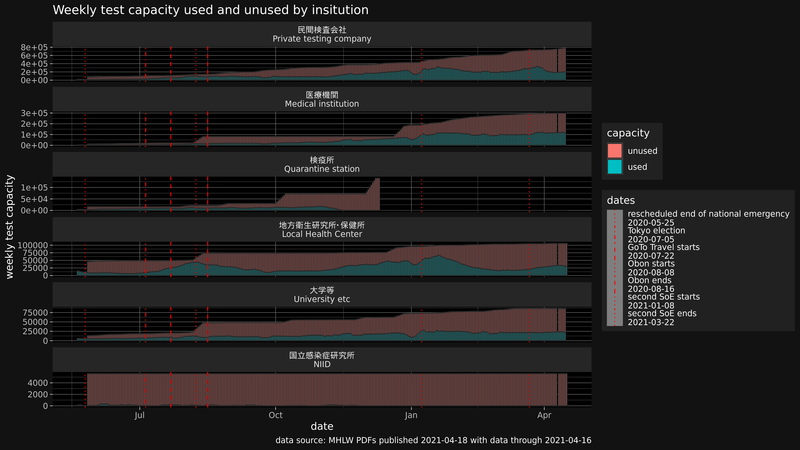 Weekly test capacity used and unused by insitution
民間検査会社
Private testing company
8e+05
6e+05
4e+05
2e+05
0e+00
医療機関
Medical institution
3e+05
2e+05
1e+05
0e+00
検疫所
Quarantine station
1e+05
5e+04
0e+00
地方衛生研究所・保健所
Local Health Center
100000
75000
50000
25000
0
大学等
University etc
75000
50000
25000
0
国立感染症研究所
NIID
4000
2000
0
Jul
Oct
Jan
Apr
date
weekly test capacity
data source: MHLW PDFs published 2021-04-18 with data through 2021-04-16
capacity
unused
used
dates
rescheduled end of national emergency
2020-05-25
Tokyo election
2020-07-05
GoTo Travel starts
2020-07-22
Obon starts
2020-08-08
Obon ends
2020-08-16
second SoE starts
2021-01-08
second SoE ends
2021-03-22